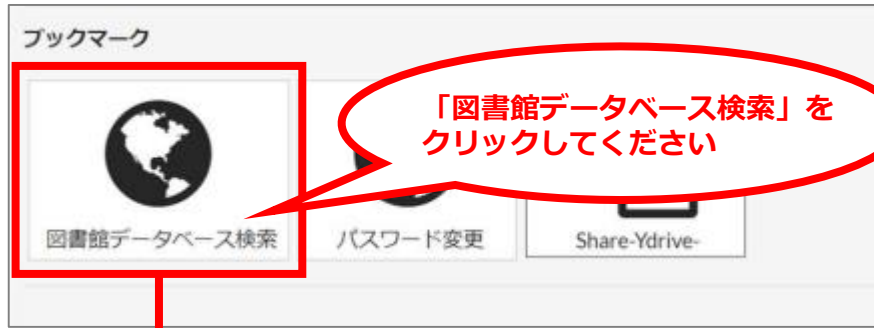 ブックマーク
「図書館データベース検索」を
クリックしてください
図書館データベース検索
パスワード変更
Share-Ydrive-